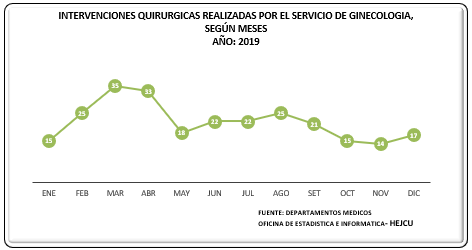 INTERVENCIONES QUIRURGICAS REALIZADAS POR EL SERVICIO DE GINECOLOGIA,
SEGÚN MESES
AÑO: 2019
15 25 35 33 18 22 22 25 21 15 14 17
ENE FEB MAR ABR MAY JUN JUL AGO SET OCT NOV DIC
FUENTE: DEPARTAMENTOS MEDICOS
OFICINA DE ESTADISTICA E INFORMATICA- HEJCU